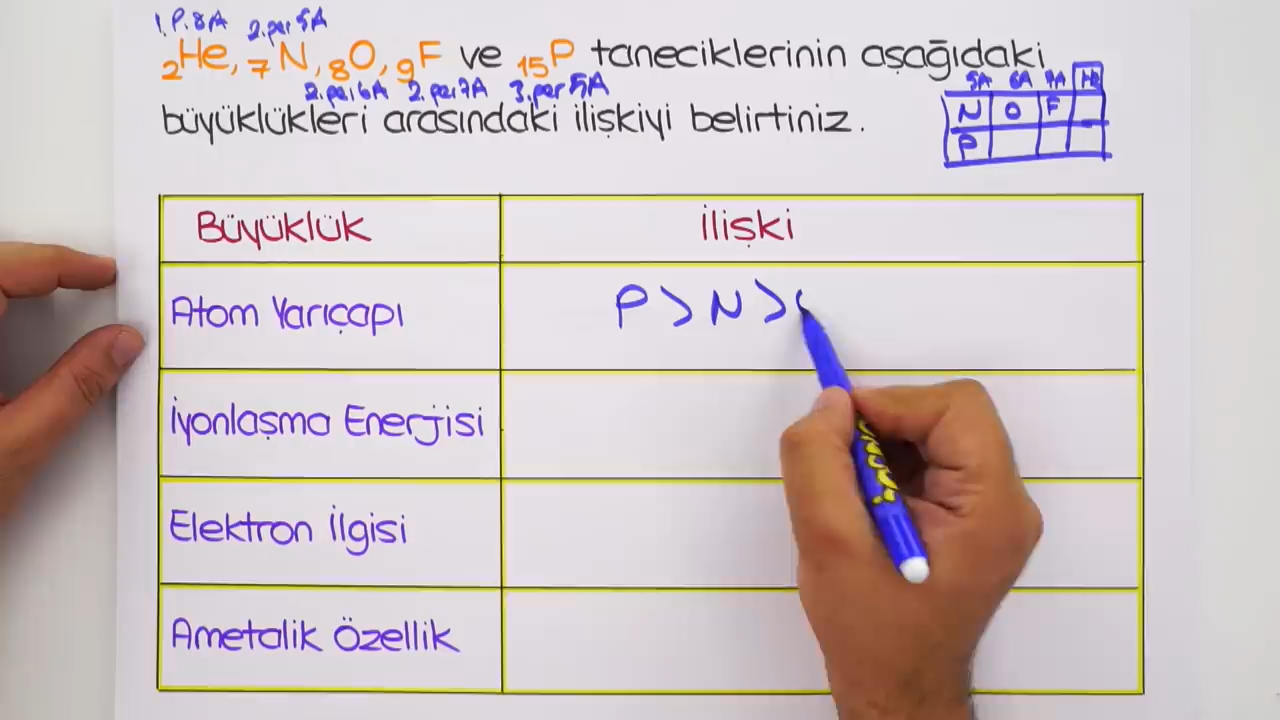 1.P.8A 2.per 5A
₂He, ₇N, ₈O, ₉F ve ₁₅P taneciklerinin aşağıdaki
2.per 6A 2.per 7A 3.per 5A
büyüklükleri arasındaki ilişkiyi belirtiniz.
5A 6A 7A He
N O F
P
Büyüklük İlişki
Atom Yarıçapı P > N >
İyonlaşma Enerjisi
Elektron İlgisi
Ametalik Özellik